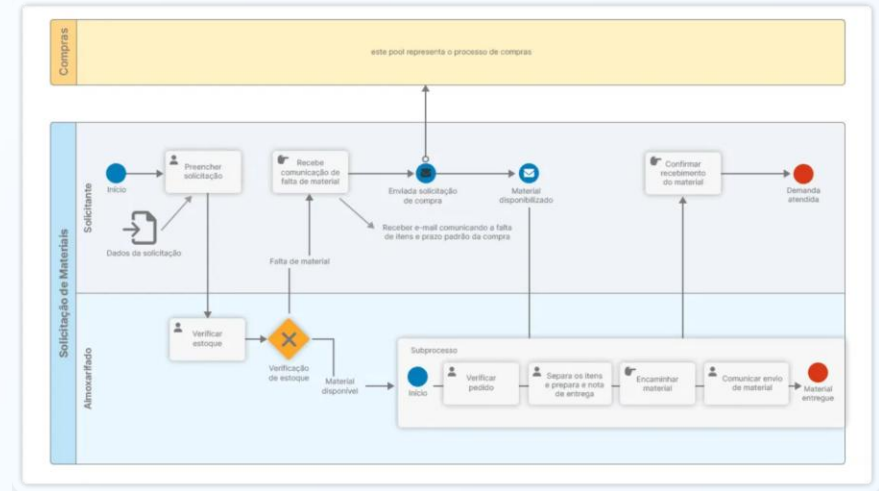 Compras
este pool representa o processo de compras
Solicitação de Materiais
Solicitante
Início
Preencher
solicitação
Dados da solicitação
Recebe
comunicação de
falta de material
Enviada solicitação
de compra
Material
disponibilizado
Receber e-mail comunicando a falta
de itens e prazo padrão da compra
Confirmar
recebimento
do material
Demanda
atendida
Falta de material
Almoxarifado
Verificar
estoque
Verificação
de estoque
Material
disponível
Subprocesso
Início
Verificar
pedido
Separa os itens
e prepara e nota
de entrega
Encaminhar
material
Comunicar envio
de material
Material
entregue